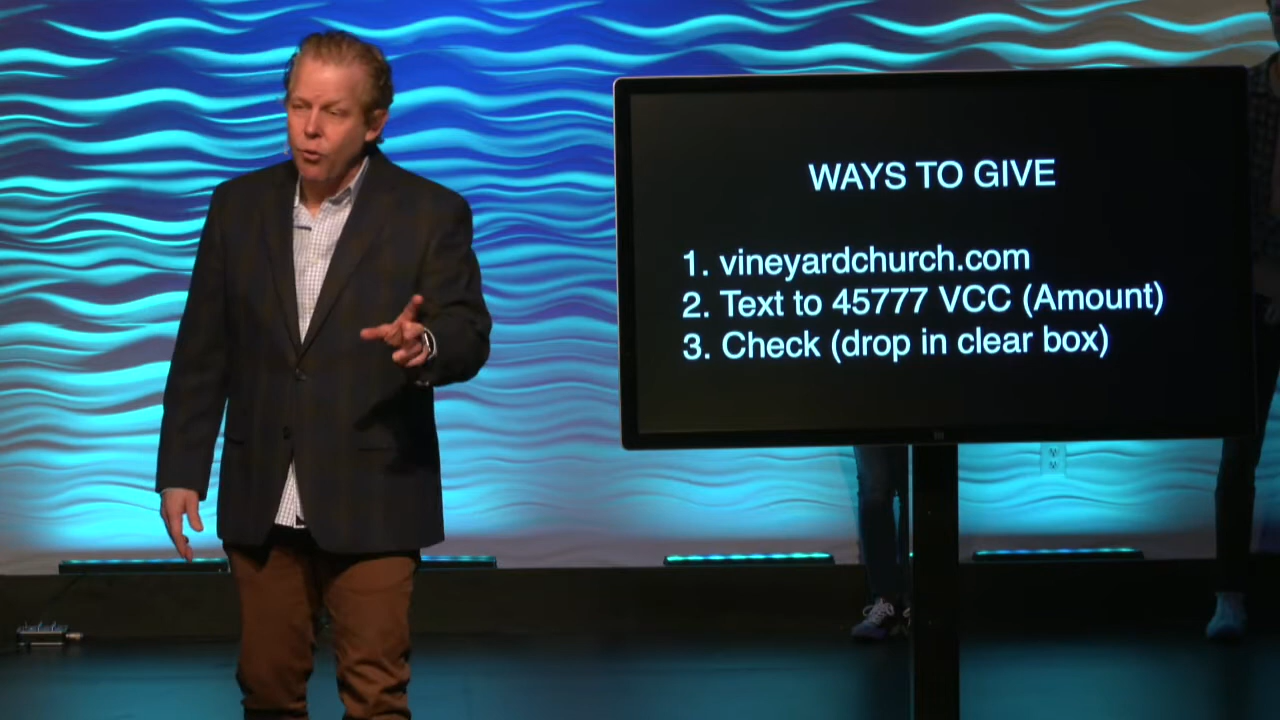 WAYS TO GIVE
1. vineyardchurch.com
2. Text to 45777 VCC (Amount)
3. Check (drop in clear box)